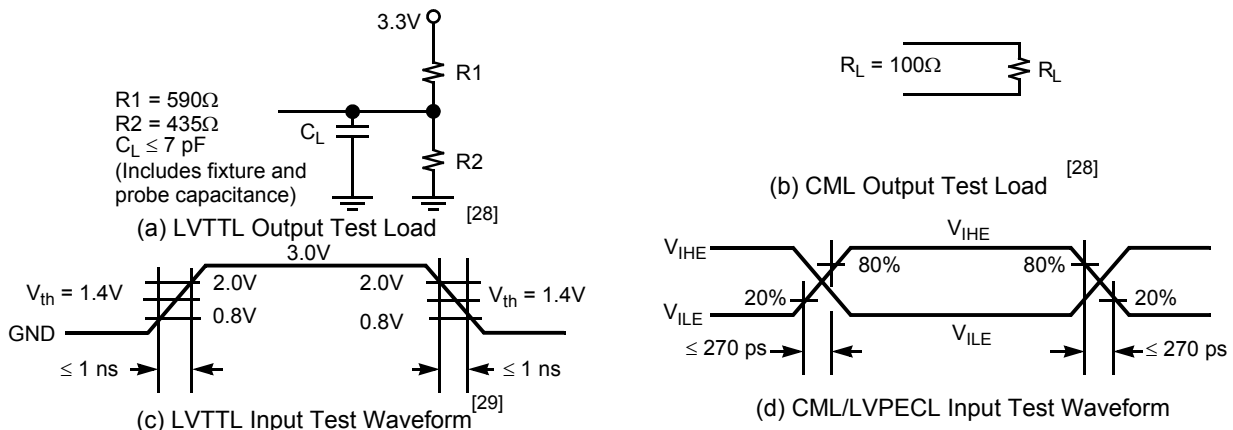 3.3V
R1
R1 = 590Ω
R2 = 435Ω
C_L ≤ 7 pF
(Includes fixture and
probe capacitance)
C_L
R2
(a) LVTTL Output Test Load [28]
R_L = 100Ω
R_L
(b) CML Output Test Load [28]
3.0V
V_th = 1.4V
2.0V
0.8V
2.0V
0.8V
V_th = 1.4V
GND
≤ 1 ns
≤ 1 ns
(c) LVTTL Input Test Waveform [29]
V_IHE
V_IHE
80%
80%
20%
20%
V_ILE
V_ILE
≤ 270 ps
≤ 270 ps
(d) CML/LVPECL Input Test Waveform